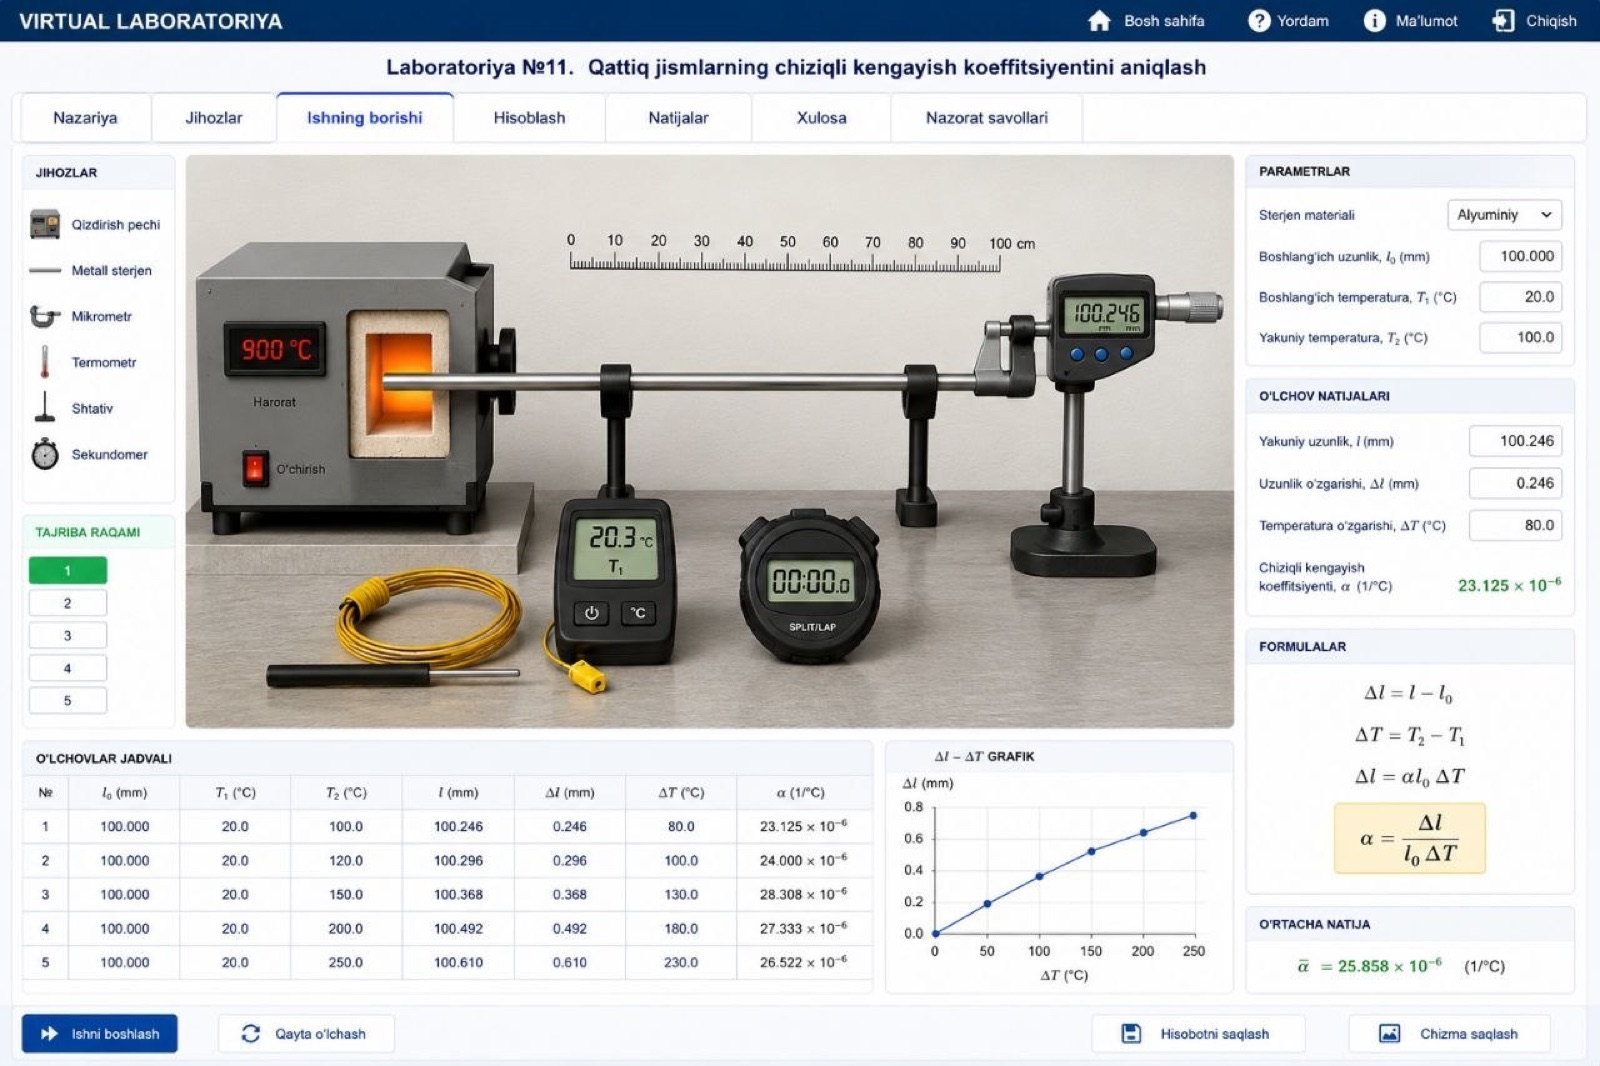 VIRTUAL LABORATORIYA
Bosh sahifa
Yordam
Ma'lumot
Chiqish
Laboratoriya №11. Qattiq jismlarning chiziqli kengayish koeffitsiyentini aniqlash
Nazariya
Jihozlar
Ishning borishi
Hisoblash
Natijalar
Xulosa
Nazorat savollari
JIHOZLAR
Qizdirish pechi
Metall sterjen
Mikrometr
Termometr
Shtativ
Sekundomer
TAJRIBA RAQAMI
1
2
3
4
5
0 10 20 30 40 50 60 70 80 90 100 cm
900 °C
Harorat
O'chirish
100.246
20.3 °C
T₁
°C
00:00.0
SPLIT/LAP
PARAMETRLAR
Sterjen materiali Alyuminiy
Boshlang'ich uzunlik, l₀ (mm) 100.000
Boshlang'ich temperatura, T₁ (°C) 20.0
Yakuniy temperatura, T₂ (°C) 100.0
O'LCHOV NATIJALARI
Yakuniy uzunlik, l (mm) 100.246
Uzunlik o'zgarishi, Δl (mm) 0.246
Temperatura o'zgarishi, ΔT (°C) 80.0
Chiziqli kengayish
koeffitsiyenti, α (1/°C) 23.125 × 10⁻⁶
FORMULALAR
Δl = l − l₀
ΔT = T₂ − T₁
Δl = αl₀ ΔT
α = Δl / l₀ ΔT
O'RTACHA NATIJA
ᾱ = 25.858 × 10⁻⁶ (1/°C)
O'LCHOVLAR JADVALI
№ l₀ (mm) T₁ (°C) T₂ (°C) l (mm) Δl (mm) ΔT (°C) α (1/°C)
1 100.000 20.0 100.0 100.246 0.246 80.0 23.125 × 10⁻⁶
2 100.000 20.0 120.0 100.296 0.296 100.0 24.000 × 10⁻⁶
3 100.000 20.0 150.0 100.368 0.368 130.0 28.308 × 10⁻⁶
4 100.000 20.0 200.0 100.492 0.492 180.0 27.333 × 10⁻⁶
5 100.000 20.0 250.0 100.610 0.610 230.0 26.522 × 10⁻⁶
Δl – ΔT GRAFIK
Δl (mm)
0.8
0.6
0.4
0.2
0.0
0 50 100 150 200 250
ΔT (°C)
Ishni boshlash
Qayta o'lchash
Hisobotni saqlash
Chizma saqlash